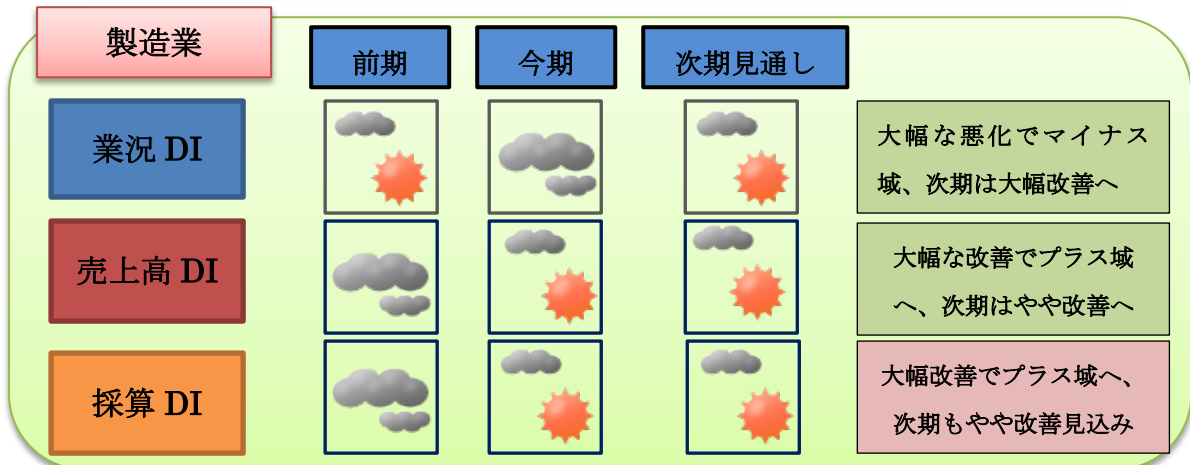 製造業
前期
今期
次期見通し
業況 DI
大幅な悪化でマイナス
域、次期は大幅改善へ
売上高 DI
大幅な改善でプラス域
へ、次期はやや改善へ
採算 DI
大幅改善でプラス域へ、
次期もやや改善見込み